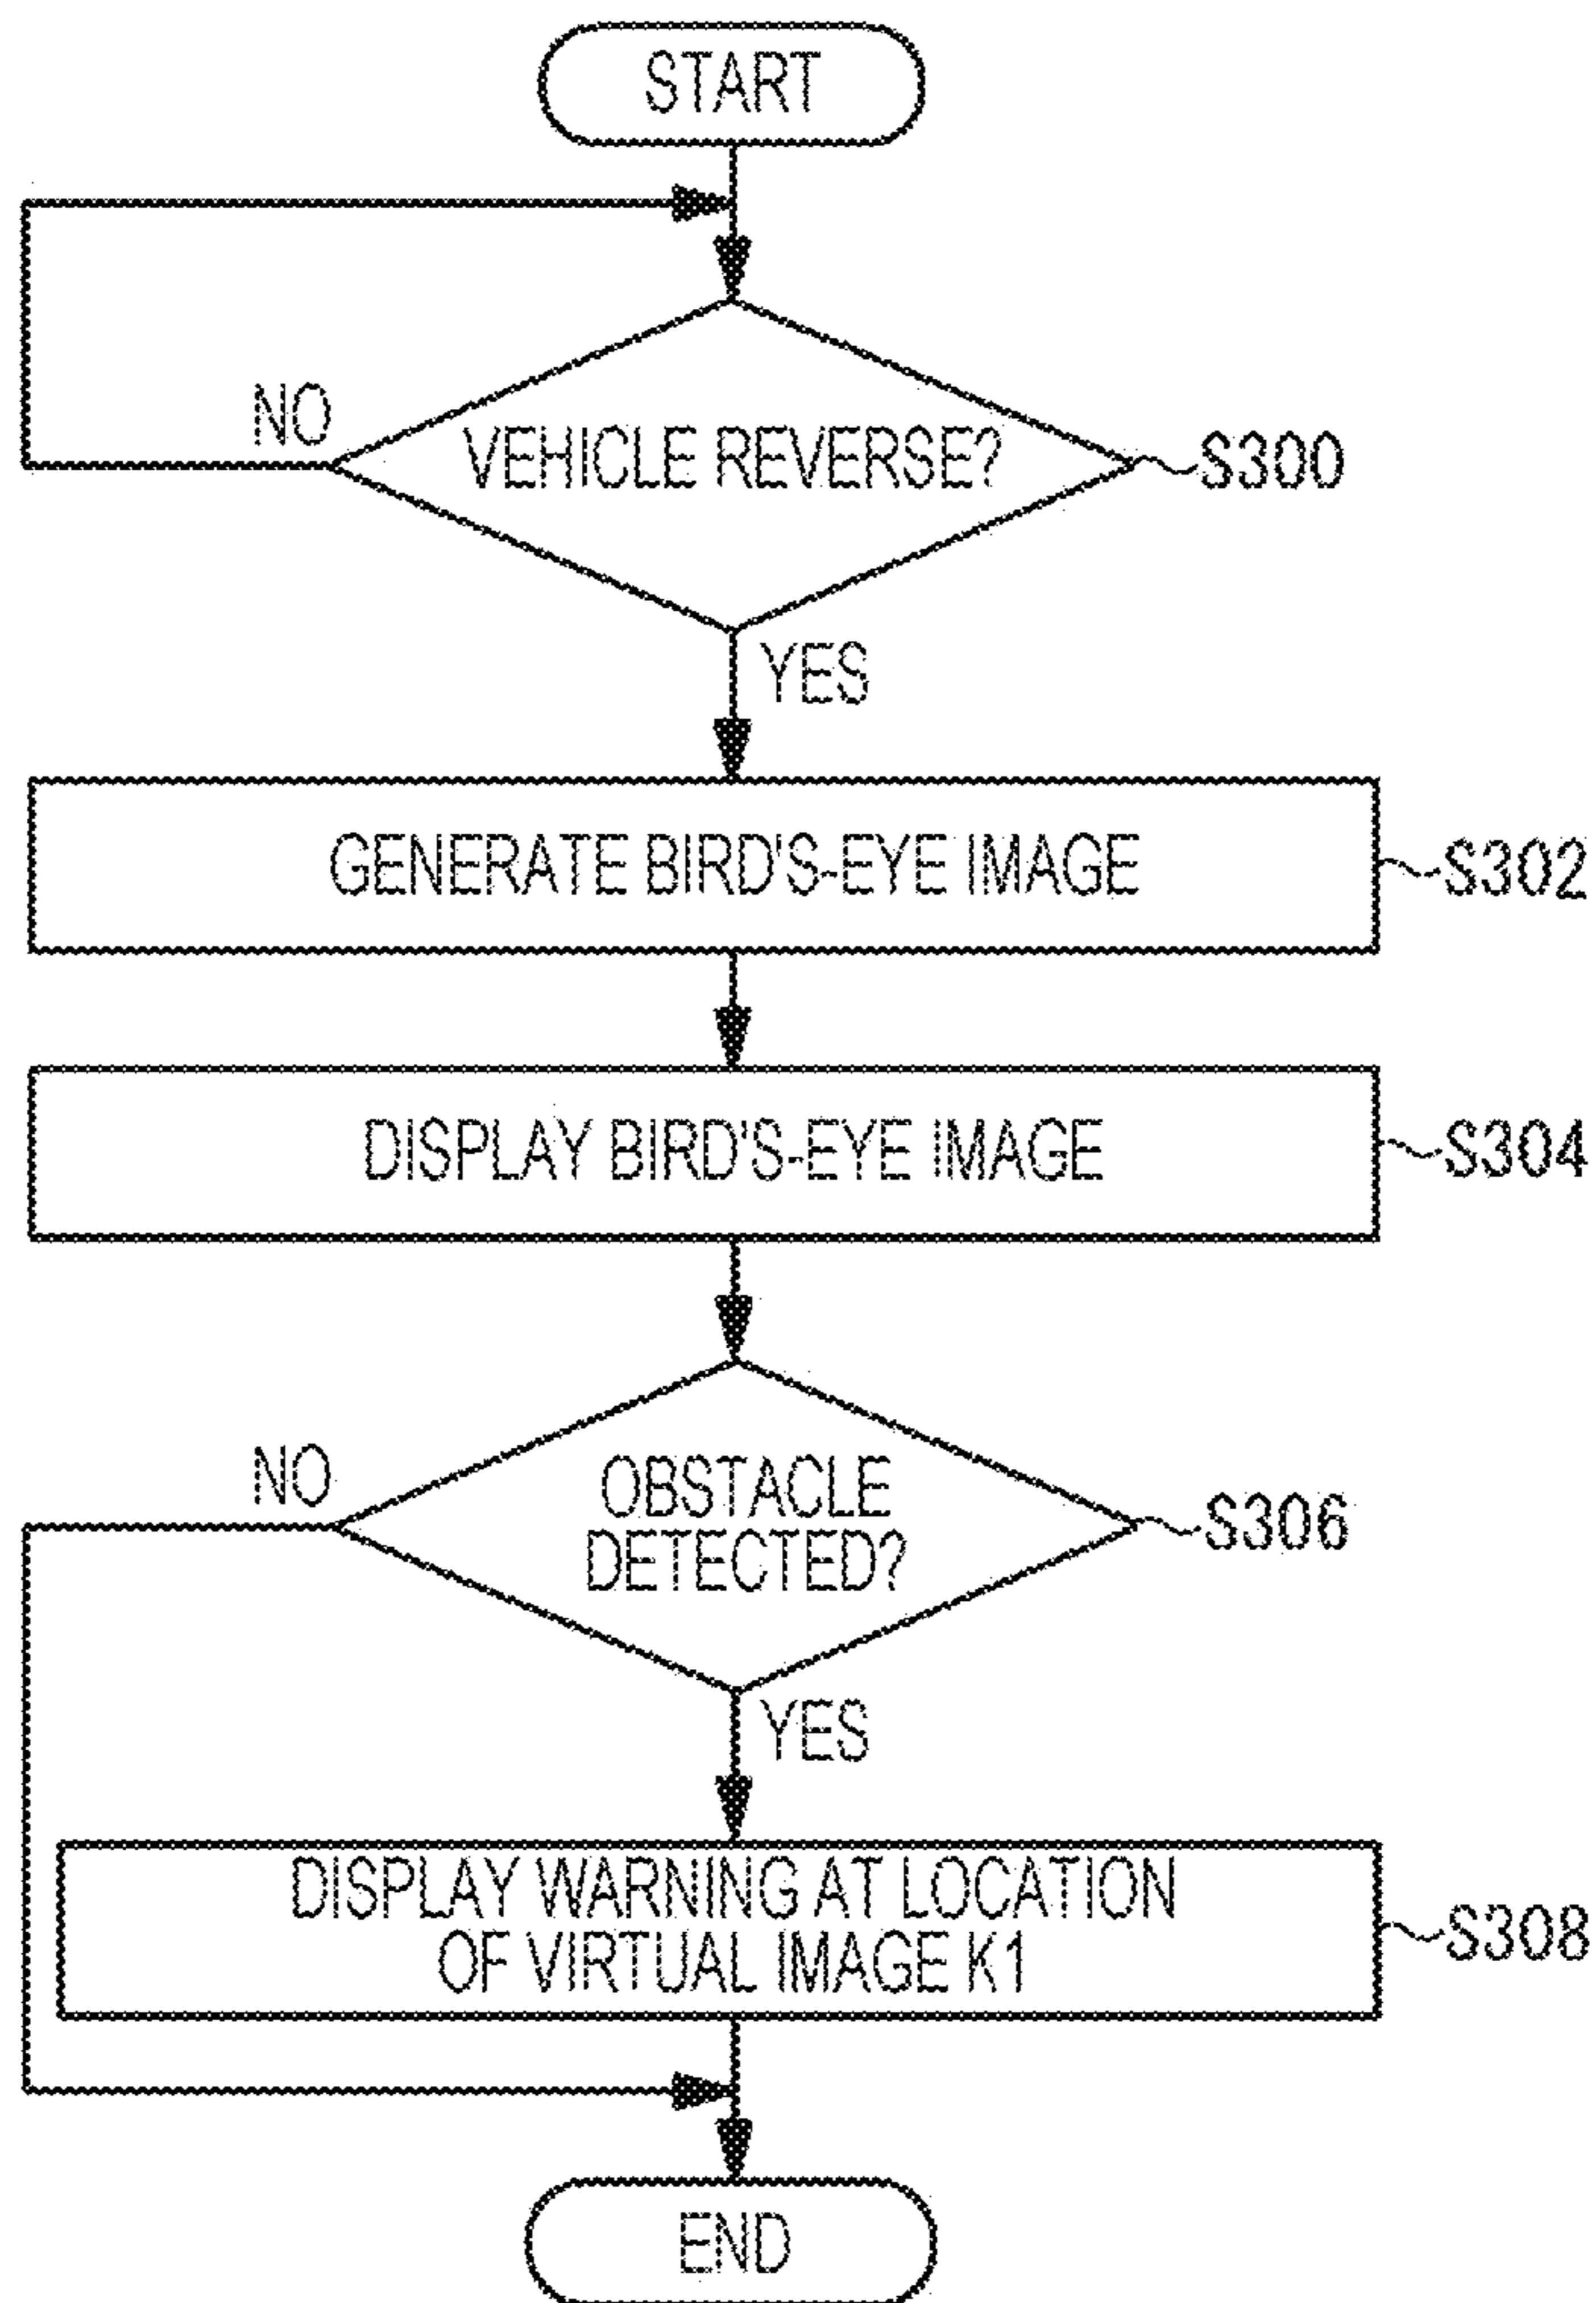 START
NO
VEHICLE REVERSE?
S300
YES
GENERATE BIRD'S-EYE IMAGE
S302
DISPLAY BIRD'S-EYE IMAGE
S304
NO
OBSTACLE
DETECTED?
S306
YES
DISPLAY WARNING AT LOCATION
OF VIRTUAL IMAGE K1
S308
END